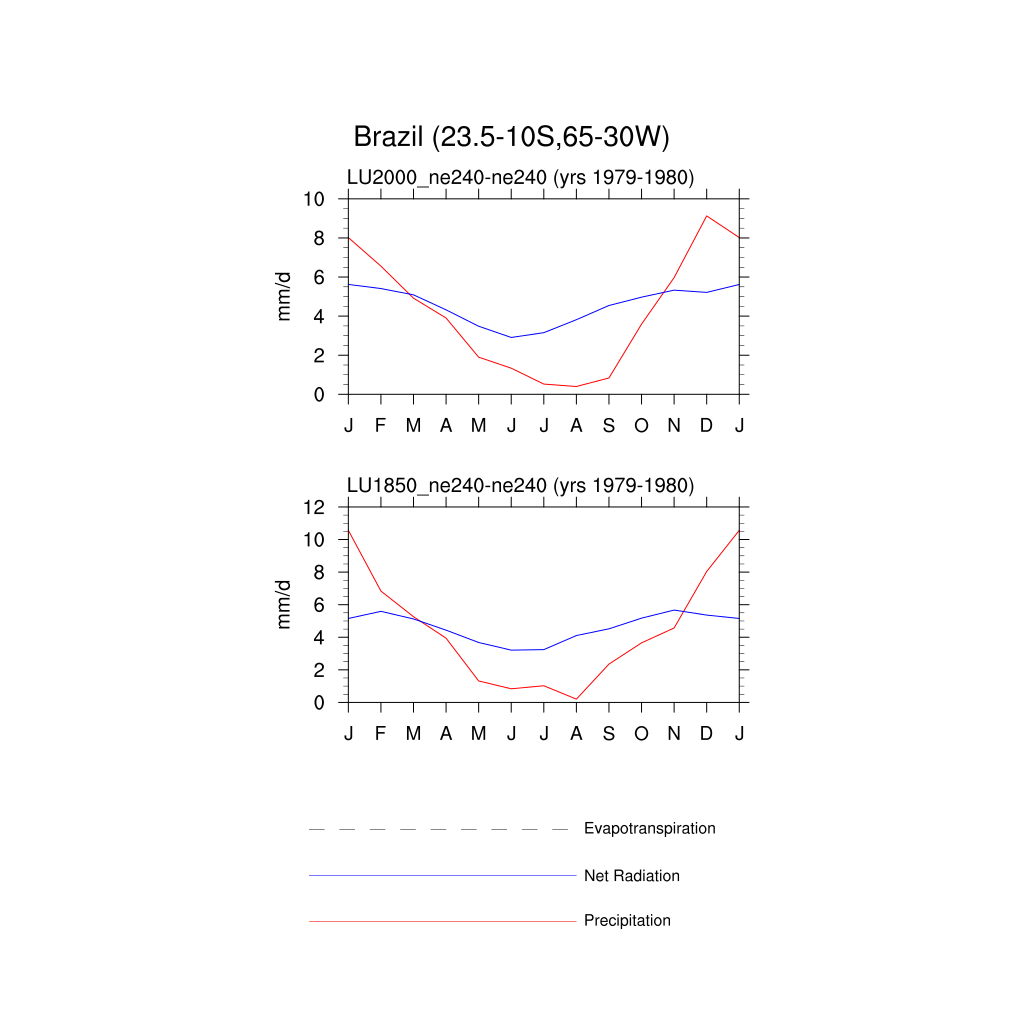 Brazil (23.5-10S,65-30W)
LU2000_ne240-ne240 (yrs 1979-1980)
10
8
6
4
2
0
mm/d
J F M A M J J A S O N D J
LU1850_ne240-ne240 (yrs 1979-1980)
12
10
8
6
4
2
0
mm/d
J F M A M J J A S O N D J
Evapotranspiration
Net Radiation
Precipitation